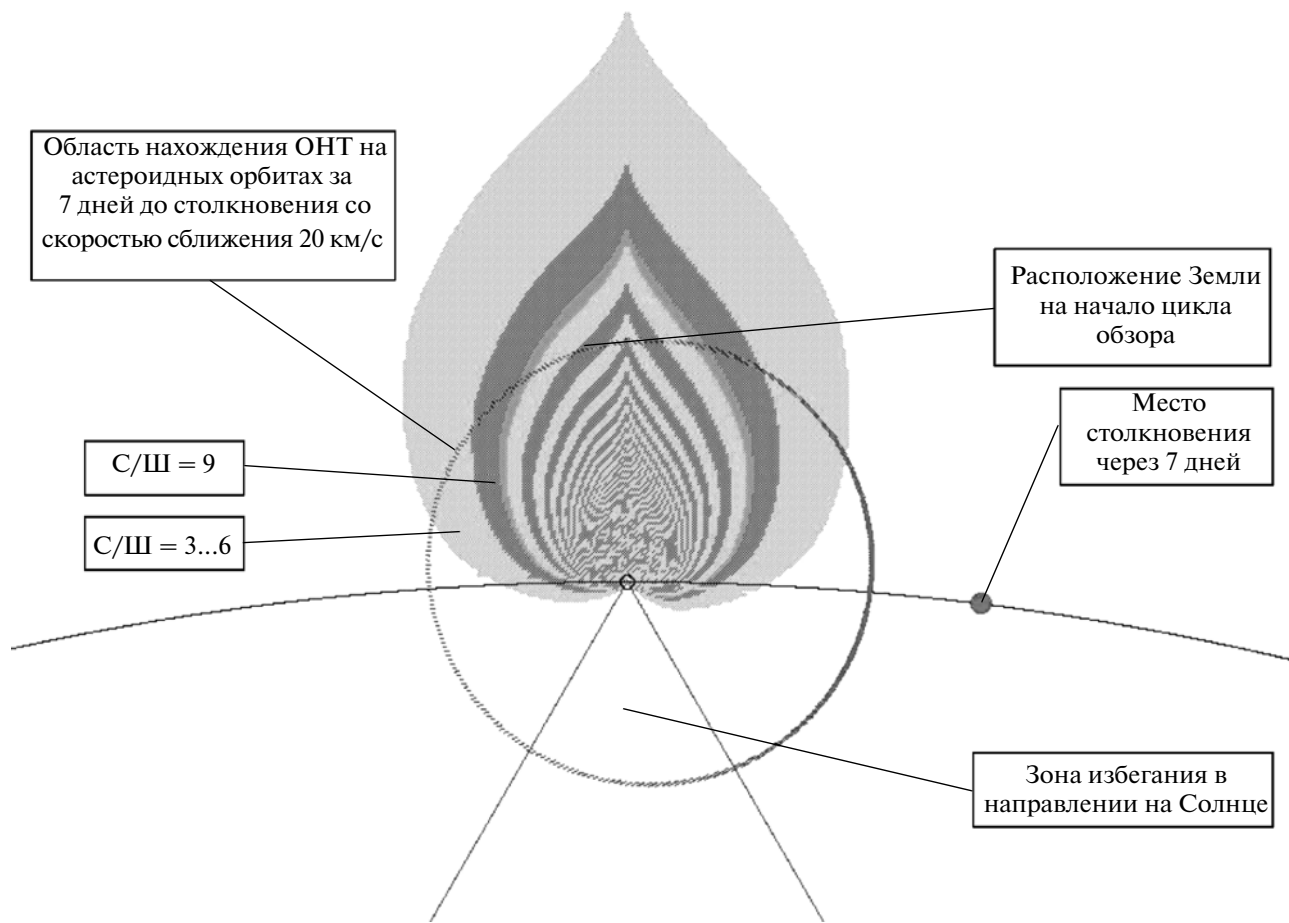 Область нахождения ОНТ на
астероидных орбитах за
7 дней до столкновения со
скоростью сближения 20 км/с
Расположение Земли
на начало цикла
обзора
Место
столкновения
через 7 дней
С/Ш = 9
С/Ш = 3...6
Зона избегания в
направлении на Солнце